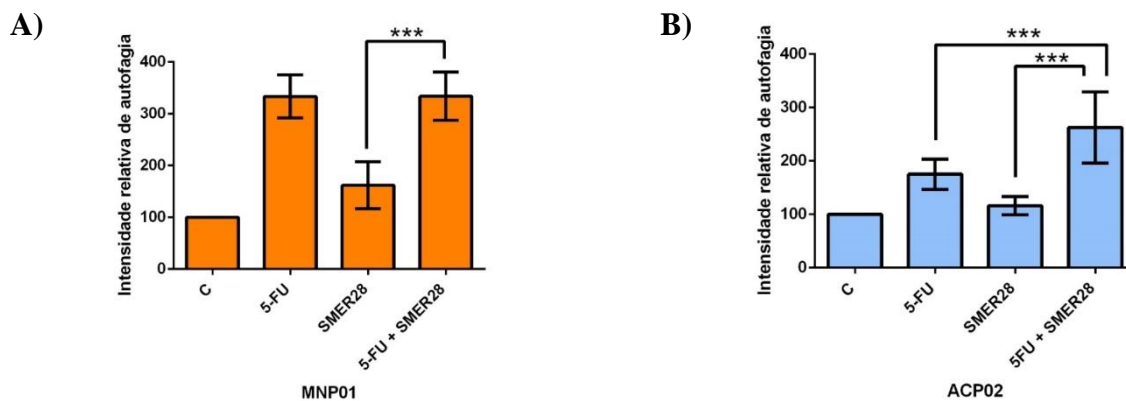 A)
Intensidade relativa de autofagia
400
300
200
100
0
***
C
5-FU
SMER28
5-FU + SMER28
MNP01
B)
Intensidade relativa de autofagia
400
300
200
100
0
***
***
C
5-FU
SMER28
5FU + SMER28
ACP02